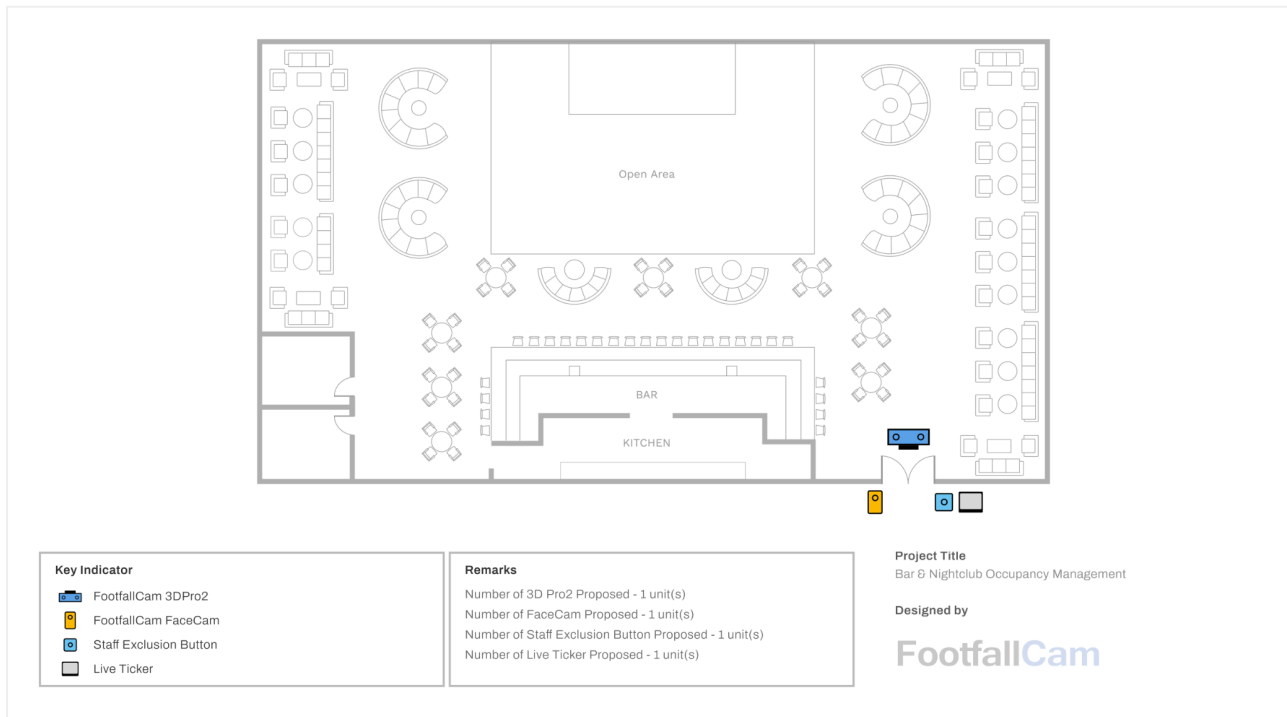 Open Area
BAR
KITCHEN
Key Indicator
FootfallCam 3DPro2
FootfallCam FaceCam
Staff Exclusion Button
Live Ticker
Remarks
Number of 3D Pro2 Proposed - 1 unit(s)
Number of FaceCam Proposed - 1 unit(s)
Number of Staff Exclusion Button Proposed - 1 unit(s)
Number of Live Ticker Proposed - 1 unit(s)
Project Title
Bar & Nightclub Occupancy Management
Designed by
FootfallCam